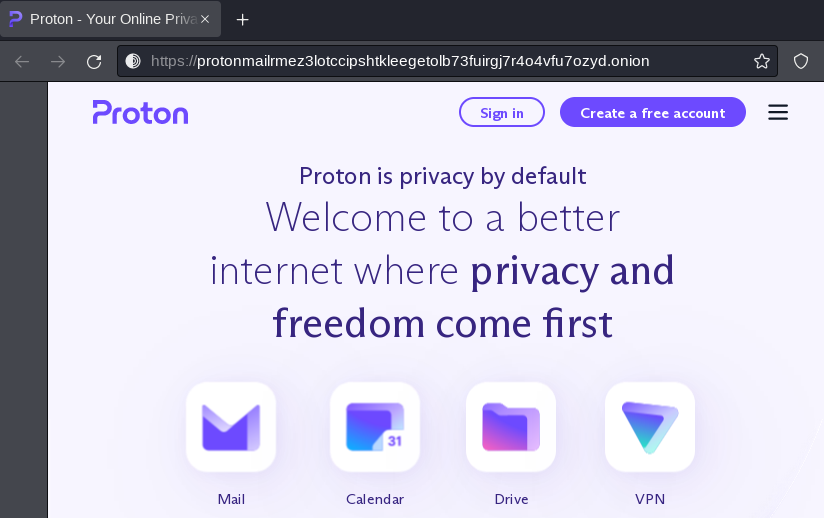 Proton - Your Online Priva
https://protonmailrmez3lotccipshtkleegetolb73fuirgj7r4o4vfu7ozyd.onion
Proton
Sign in
Create a free account
Proton is privacy by default
Welcome to a better
internet where privacy and
freedom come first
31
Mail
Calendar
Drive
VPN